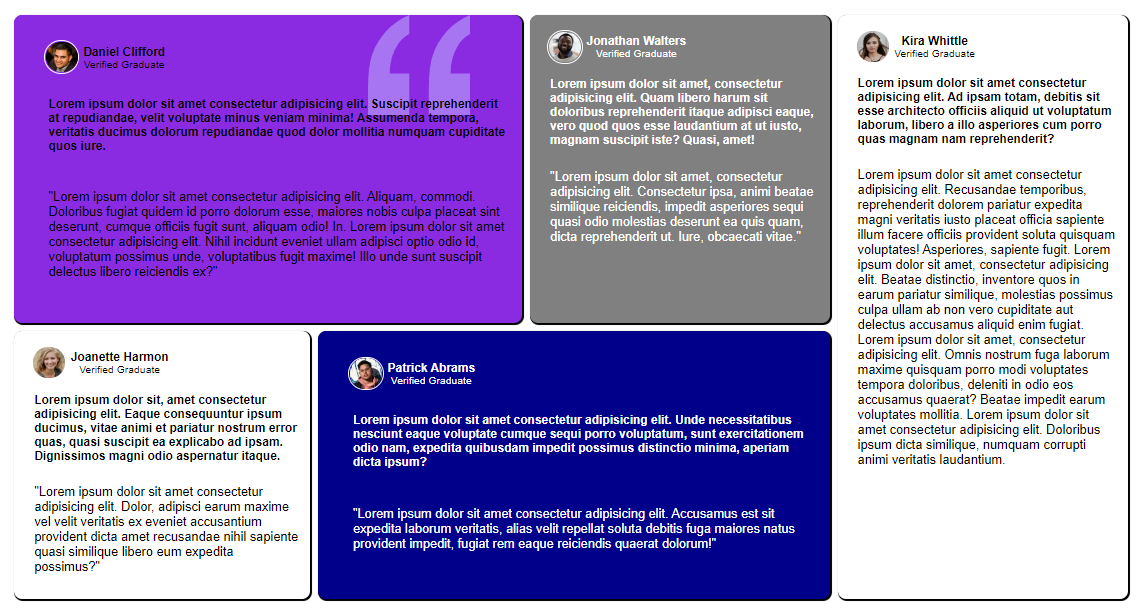 Daniel Clifford
Verified Graduate
Lorem ipsum dolor sit amet consectetur adipisicing elit. Suscipit reprehenderit
at repudiandae, velit voluptate minus veniam minima! Assumenda tempora,
veritatis ducimus dolorum repudiandae quod dolor mollitia numquam cupiditate
quos iure.
"Lorem ipsum dolor sit amet consectetur adipisicing elit. Aliquam, commodi.
Doloribus fugiat quidem id porro dolorum esse, maiores nobis culpa placeat sint
deserunt, cumque officiis fugit sunt, aliquam odio! In. Lorem ipsum dolor sit amet
consectetur adipisicing elit. Nihil incidunt eveniet ullam adipisci optio odio id,
voluptatum possimus unde, voluptatibus fugit maxime! Illo unde sunt suscipit
delectus libero reiciendis ex?"
Jonathan Walters
Verified Graduate
Lorem ipsum dolor sit amet, consectetur
adipisicing elit. Quam libero harum sit
doloribus reprehenderit itaque adipisci eaque,
vero quod quos esse laudantium at ut iusto,
magnam suscipit iste? Quasi, amet!
"Lorem ipsum dolor sit amet, consectetur
adipisicing elit. Consectetur ipsa, animi beatae
similique reiciendis, impedit asperiores sequi
quasi odio molestias deserunt ea quis quam,
dicta reprehenderit ut. Iure, obcaecati vitae."
Kira Whittle
Verified Graduate
Lorem ipsum dolor sit amet consectetur
adipisicing elit. Ad ipsam totam, debitis sit
esse architecto officiis aliquid ut voluptatum
laborum, libero a illo asperiores cum porro
quas magnam nam reprehenderit?
Lorem ipsum dolor sit amet consectetur
adipisicing elit. Recusandae temporibus,
reprehenderit dolorem pariatur expedita
magni veritatis iusto placeat officia sapiente
illum facere officiis provident soluta quisquam
voluptates! Asperiores, sapiente fugit. Lorem
ipsum dolor sit amet, consectetur adipisicing
elit. Beatae distinctio, inventore quos in
earum pariatur similique, molestias possimus
culpa ullam ab non vero cupiditate aut
delectus accusamus aliquid enim fugiat.
Lorem ipsum dolor sit amet, consectetur
adipisicing elit. Omnis nostrum fuga laborum
maxime quisquam porro modi voluptates
tempora doloribus, deleniti in odio eos
accusamus quaerat? Beatae impedit earum
voluptates mollitia. Lorem ipsum dolor sit
amet consectetur adipisicing elit. Doloribus
ipsum dicta similique, numquam corrupti
animi veritatis laudantium.
Joanette Harmon
Verified Graduate
Lorem ipsum dolor sit, amet consectetur
adipisicing elit. Eaque consequuntur ipsum
ducimus, vitae animi et pariatur nostrum error
quas, quasi suscipit ea explicabo ad ipsam.
Dignissimos magni odio aspernatur itaque.
"Lorem ipsum dolor sit amet consectetur
adipisicing elit. Dolor, adipisci earum maxime
vel velit veritatis ex eveniet accusantium
provident dicta amet recusandae nihil sapiente
quasi similique libero eum expedita
possimus?"
Patrick Abrams
Verified Graduate
Lorem ipsum dolor sit amet consectetur adipisicing elit. Unde necessitatibus
nesciunt eaque voluptate cumque sequi porro voluptatum, sunt exercitationem
odio nam, expedita quibusdam impedit possimus distinctio minima, aperiam
dicta ipsum?
"Lorem ipsum dolor sit amet consectetur adipisicing elit. Accusamus est sit
expedita laborum veritatis, alias velit repellat soluta debitis fuga maiores natus
provident impedit, fugiat rem eaque reiciendis quaerat dolorum!"